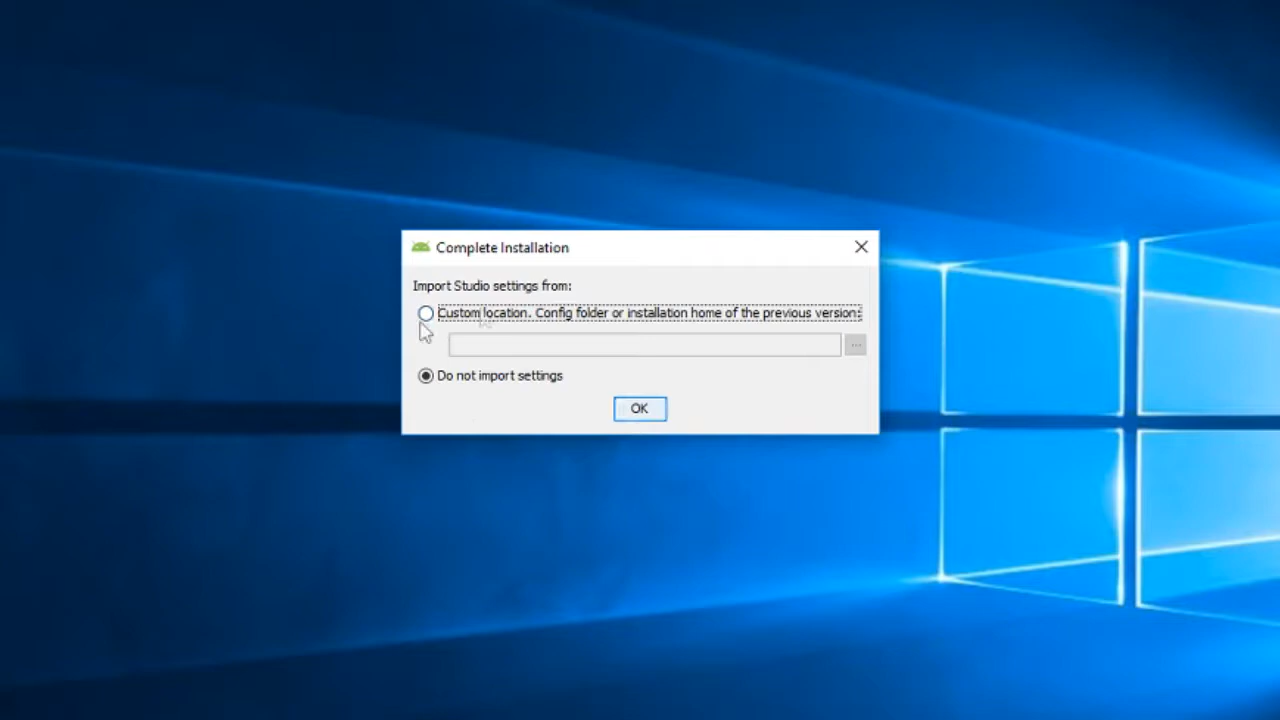 Complete Installation
Import Studio settings from:
Custom location. Config folder or installation home of the previous version:
...
Do not import settings
OK